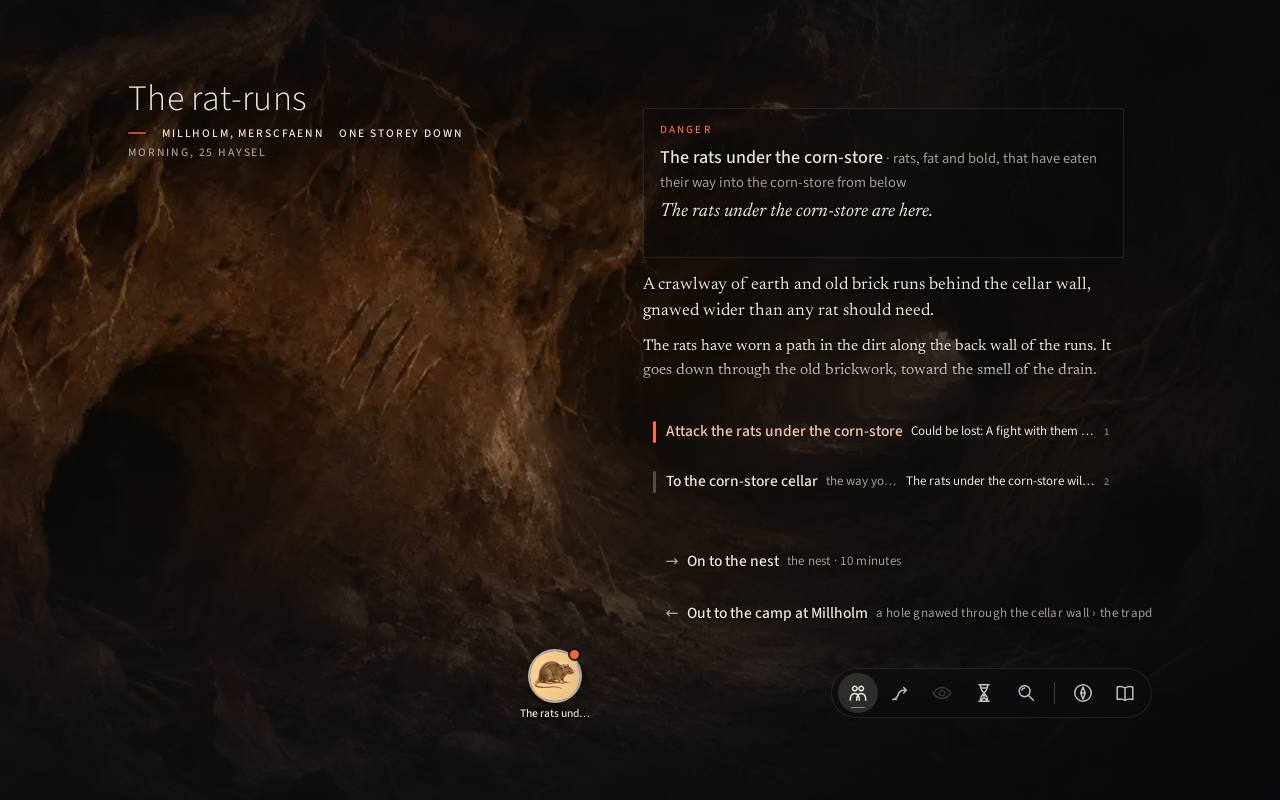 The rat-runs
— MILLHOLM, MERSCFAENN ONE STOREY DOWN
MORNING, 25 HAYSEL
DANGER
The rats under the corn-store · rats, fat and bold, that have eaten
their way into the corn-store from below
The rats under the corn-store are here.
A crawlway of earth and old brick runs behind the cellar wall,
gnawed wider than any rat should need.
The rats have worn a path in the dirt along the back wall of the runs. It
goes down through the old brickwork, toward the smell of the drain.
Attack the rats under the corn-store Could be lost: A fight with them … 1
To the corn-store cellar the way yo… The rats under the corn-store wil… 2
→ On to the nest the nest · 10 minutes
← Out to the camp at Millholm a hole gnawed through the cellar wall › the trapd
The rats und…